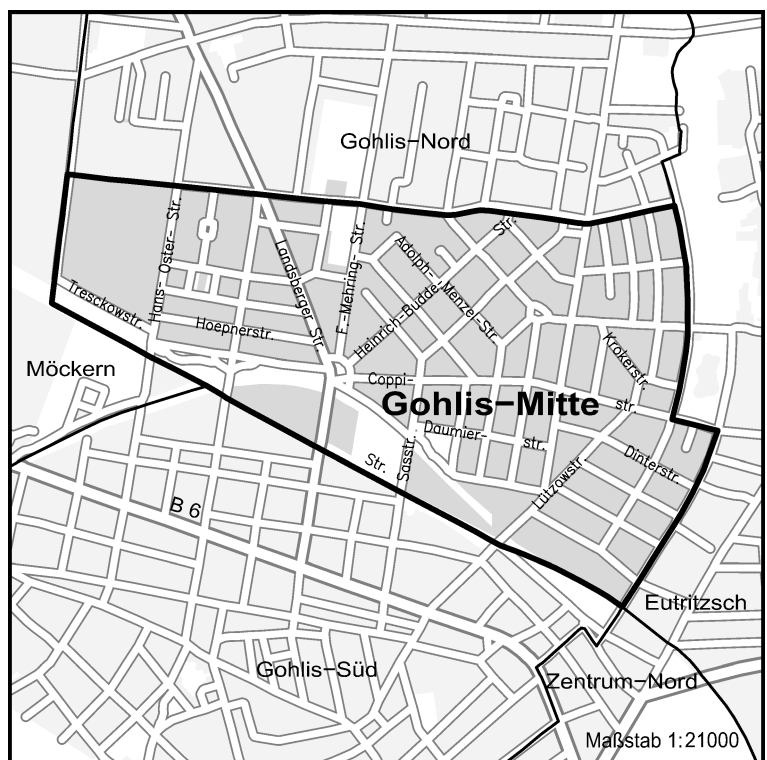 Gohlis-Nord
Hans- Oster- Str.
Landsberger Str.
F.-Mehring- Str.
Adolph- Menzel-Str.
Str.
Heinrich-Budde-
Tresckowstr.
Hoepnerstr.
Krokerstr.
Möckern
Coppi-
str.
Gohlis-Mitte
Daumier-
str.
Dinterstr.
Sasstr.
Str.
Lützowstr.
B 6
Eutritzsch
Gohlis-Süd
Zentrum-Nord
Maßstab 1:21000